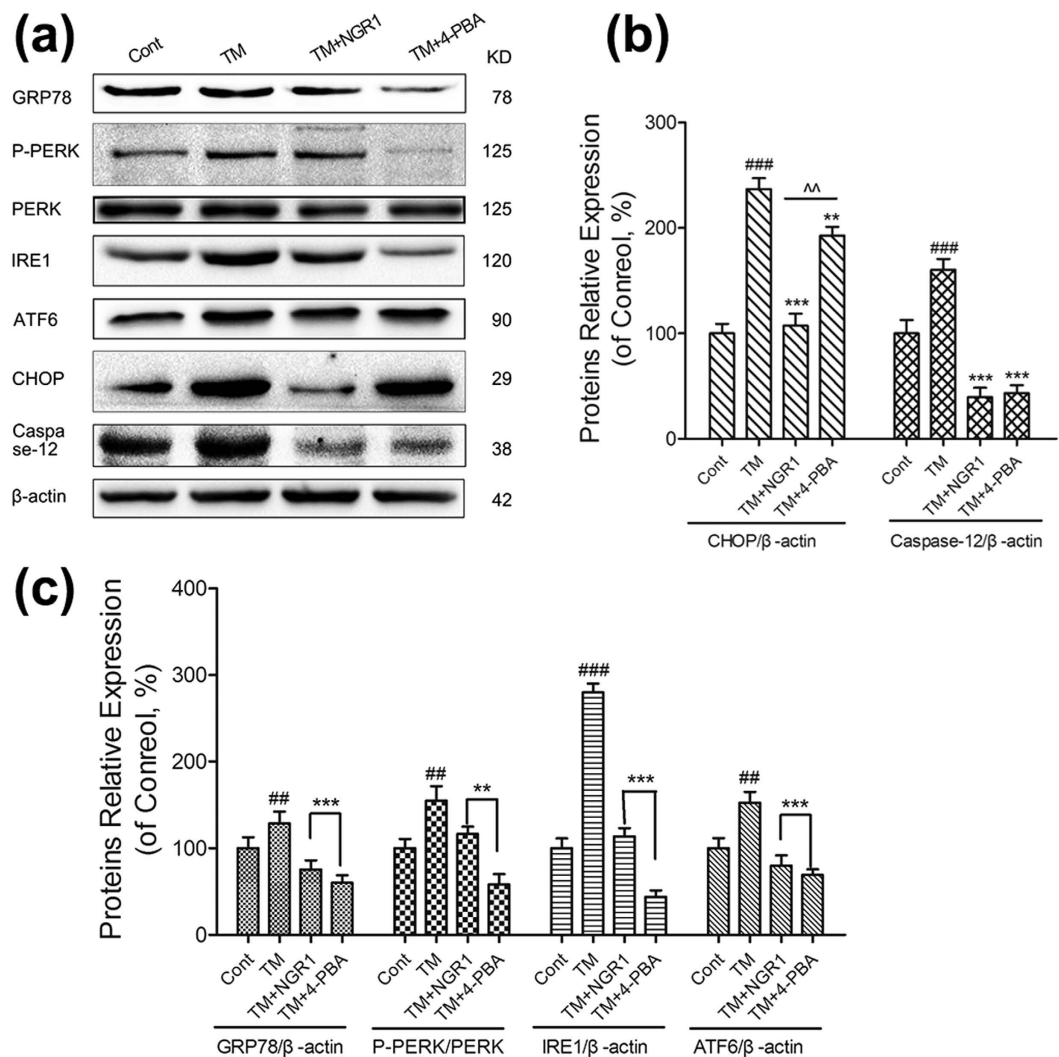 (a)
Cont TM TM+NGR1 TM+4-PBA KD
GRP78 78
P-PERK 125
PERK 125
IRE1 120
ATF6 90
CHOP 29
Caspa
se-12 38
β-actin 42
(b)
Proteins Relative Expression
(of Conreol, %)
300
200
100
0
###
***
^^
**
###
***
***
Cont TM TM+NGR1 TM+4-PBA Cont TM TM+NGR1 TM+4-PBA
CHOP/β -actin Caspase-12/β -actin
(c)
Proteins Relative Expression
(of Conreol, %)
400
300
200
100
0
##
***
##
**
###
***
##
***
Cont TM TM+NGR1 TM+4-PBA Cont TM TM+NGR1 TM+4-PBA Cont TM TM+NGR1 TM+4-PBA Cont TM TM+NGR1 TM+4-PBA
GRP78/β -actin P-PERK/PERK IRE1/β -actin ATF6/β -actin